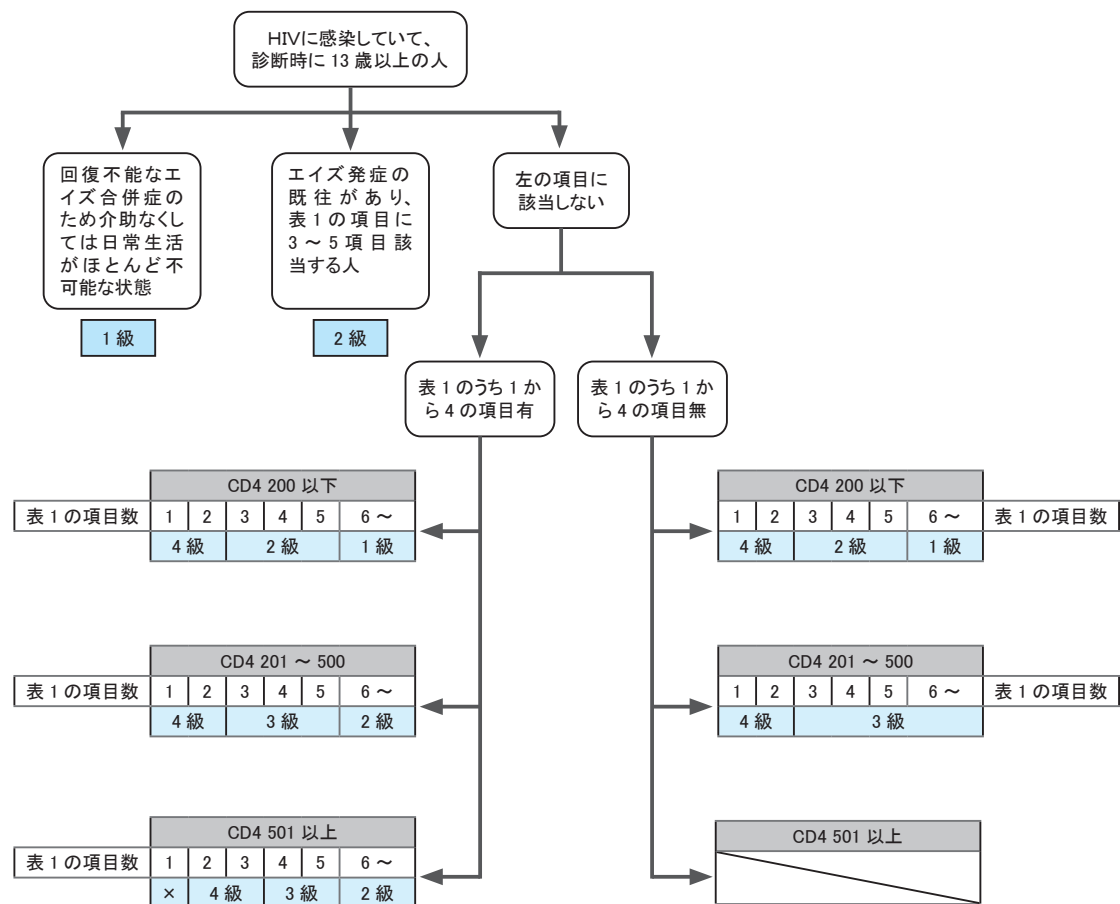 HIVに感染していて、
診断時に 13 歳以上の人
回復不能なエ
イズ合併症の
ため介助なくし
ては日常生活
がほとんど不
可能な状態
1 級
エイズ発症の
既往があり、
表1の項目に
3～5項目該
当する人
2 級
左の項目に
該当しない
表 1 のうち 1 か
ら 4 の項目有
表 1 のうち 1 か
ら 4 の項目無
CD4 200 以下
表 1 の項目数 1 2 3 4 5 6 ～
4 級 2 級 1 級
CD4 200 以下
1 2 3 4 5 6 ～ 表 1 の項目数
4 級 2 級 1 級
CD4 201 ～ 500
表 1 の項目数 1 2 3 4 5 6 ～
4 級 3 級 2 級
CD4 201 ～ 500
1 2 3 4 5 6 ～ 表 1 の項目数
4 級 3 級
CD4 501 以上
表 1 の項目数 1 2 3 4 5 6 ～
× 4 級 3 級 2 級
CD4 501 以上